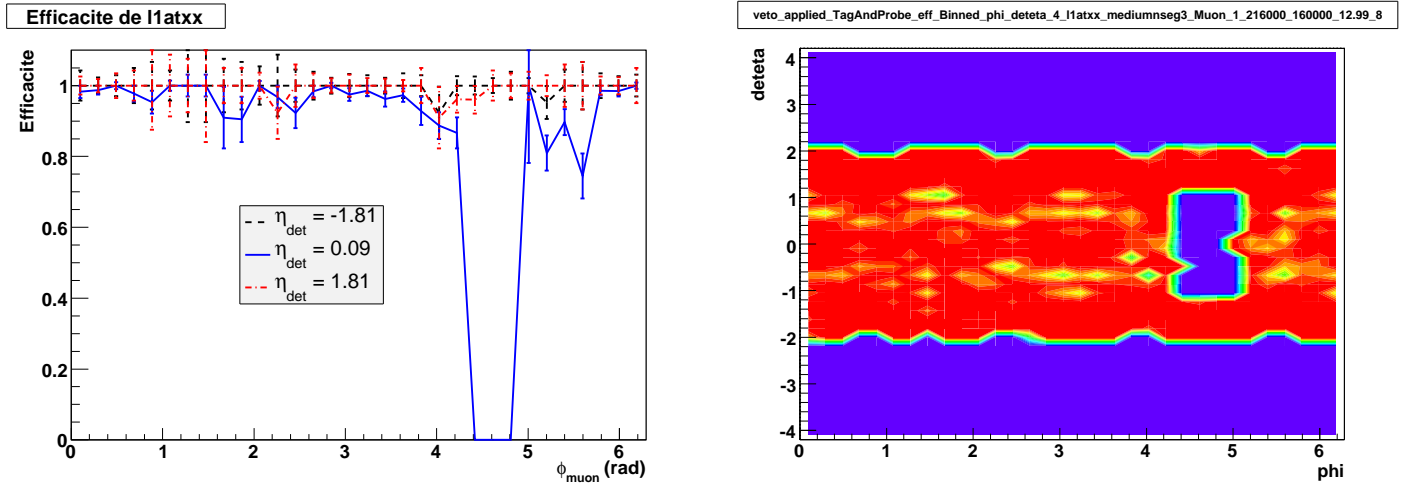 Efficacite de l1atxx
Efficacite
1
0.8
0.6
0.4
0.2
0
η_det = -1.81
η_det = 0.09
η_det = 1.81
0 1 2 3 4 5 6
φ_muon (rad)
veto_applied_TagAndProbe_eff_Binned_phi_deteta_4_l1atxx_mediumnseg3_Muon_1_216000_160000_12.99_8
deteta
4
3
2
1
0
-1
-2
-3
-4
0 1 2 3 4 5 6
phi